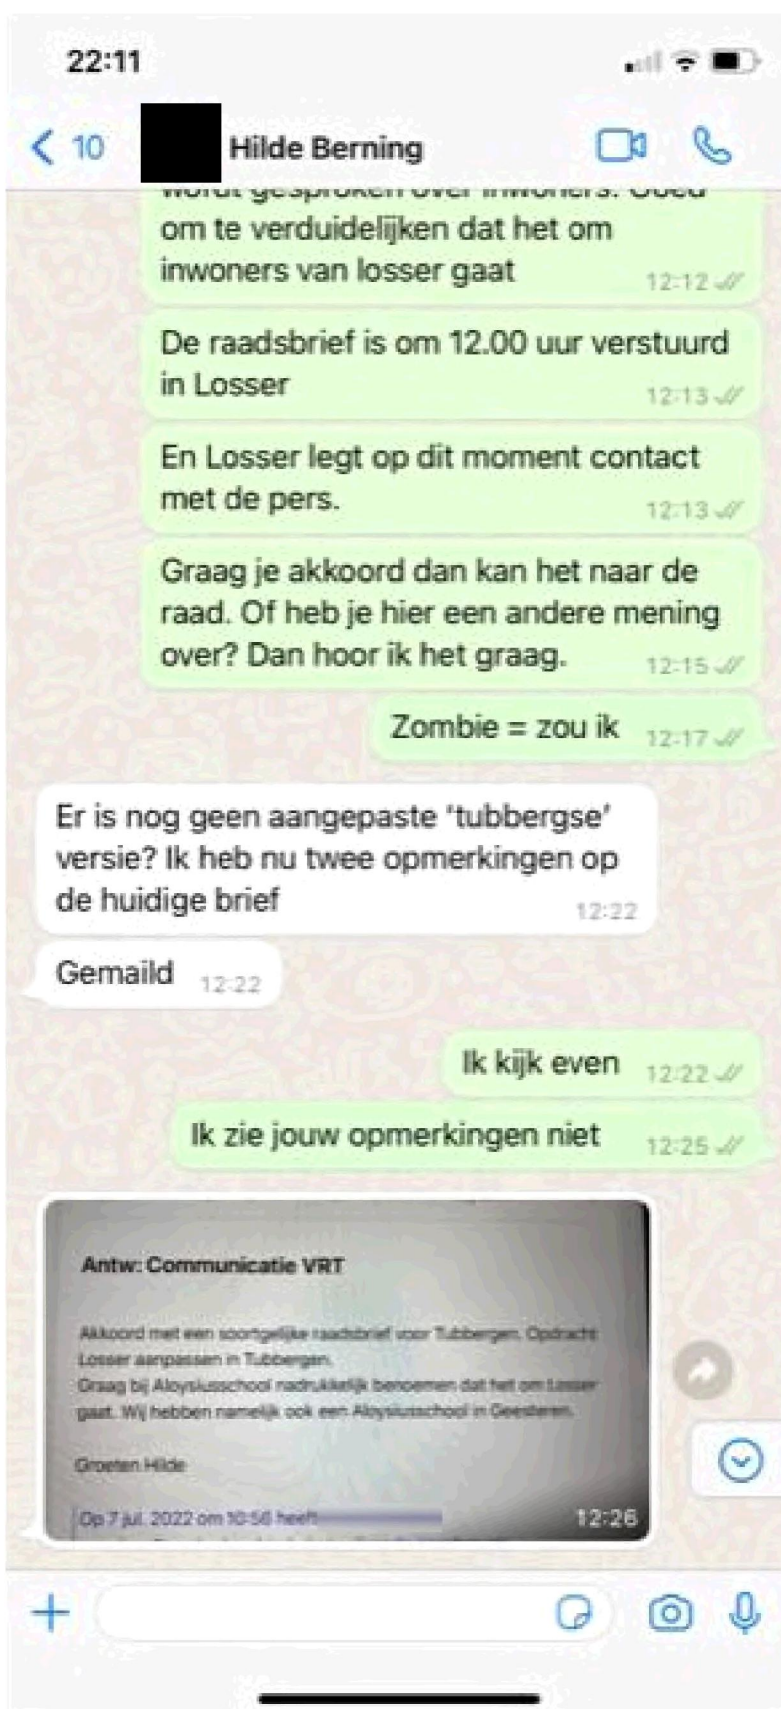 22:11
10
Hilde Berning
wordt gesproken over inwoners. Goed
om te verduidelijken dat het om
inwoners van losser gaat
12:12
De raadsbrief is om 12.00 uur verstuurd
in Losser
12:13
En Losser legt op dit moment contact
met de pers.
12:13
Graag je akkoord dan kan het naar de
raad. Of heb je hier een andere mening
over? Dan hoor ik het graag.
12:15
Zombie = zou ik
12:17
Er is nog geen aangepaste ‘tubbergse’
versie? Ik heb nu twee opmerkingen op
de huidige brief
12:22
Gemaild
12:22
Ik kijk even
12:22
Ik zie jouw opmerkingen niet
12:25
Antw: Communicatie VRT
Akkoord met een soortgelijke raadsbrief voor Tubbergen. Opdracht
Losser aanpassen in Tubbergen.
Graag bij Aloysiusschool nadrukkelijk benoemen dat het om Losser
gaat. Wij hebben namelijk ook een Aloysiusschool in Geesteren.
Groeten Hilde
Op 7 jul. 2022 om 10:56 heeft
12:26